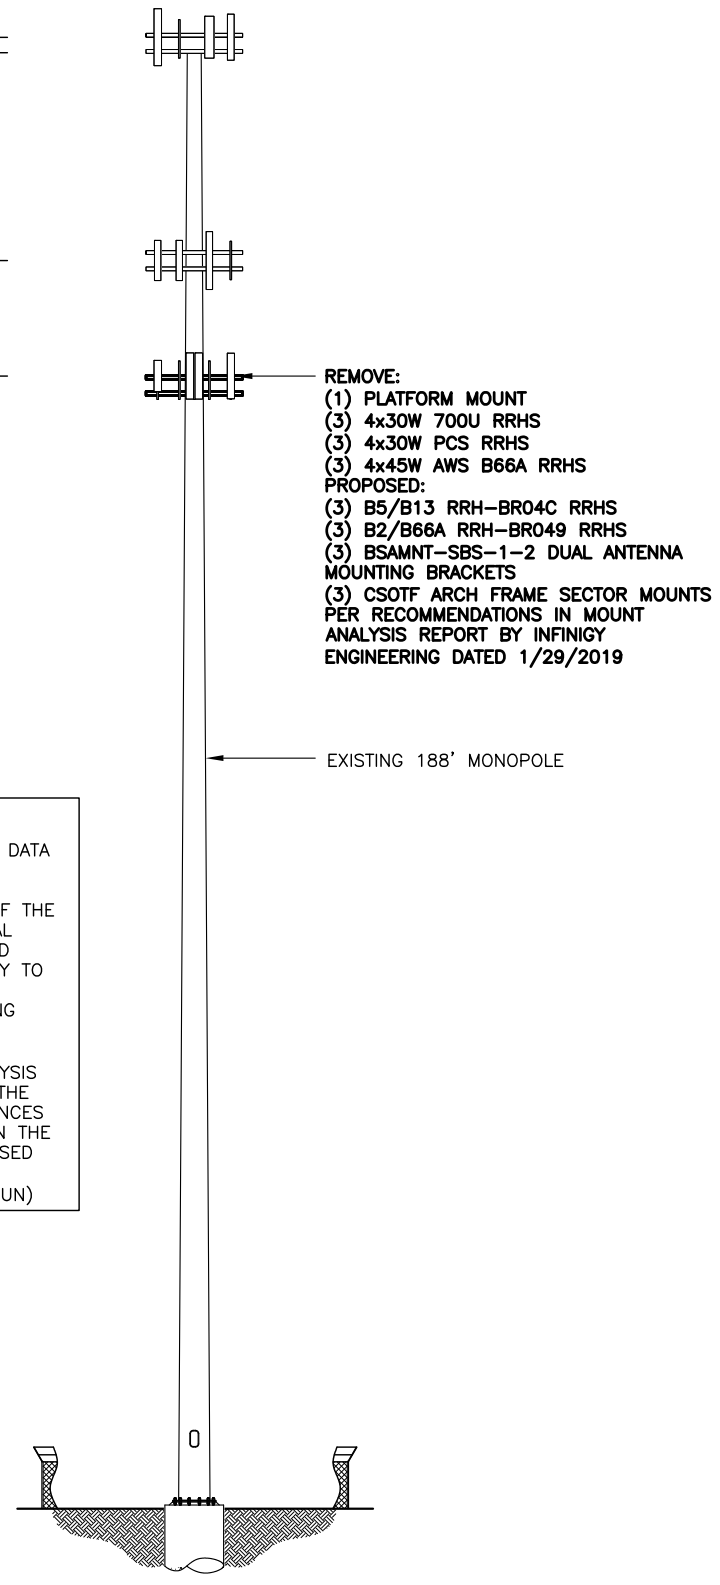 REMOVE:
(1) PLATFORM MOUNT
(3) 4x30W 700U RRHS
(3) 4x30W PCS RRHS
(3) 4x45W AWS B66A RRHS
PROPOSED:
(3) B5/B13 RRH-BR04C RRHS
(3) B2/B66A RRH-BR049 RRHS
(3) BSAMNT-SBS-1-2 DUAL ANTENNA
MOUNTING BRACKETS
(3) CSOTF ARCH FRAME SECTOR MOUNTS
PER RECOMMENDATIONS IN MOUNT
ANALYSIS REPORT BY INFINIGY
ENGINEERING DATED 1/29/2019
EXISTING 188' MONOPOLE
DATA
F THE
AL
D
Y TO
NG
YSIS
THE
NCES
N THE
SED
UN)